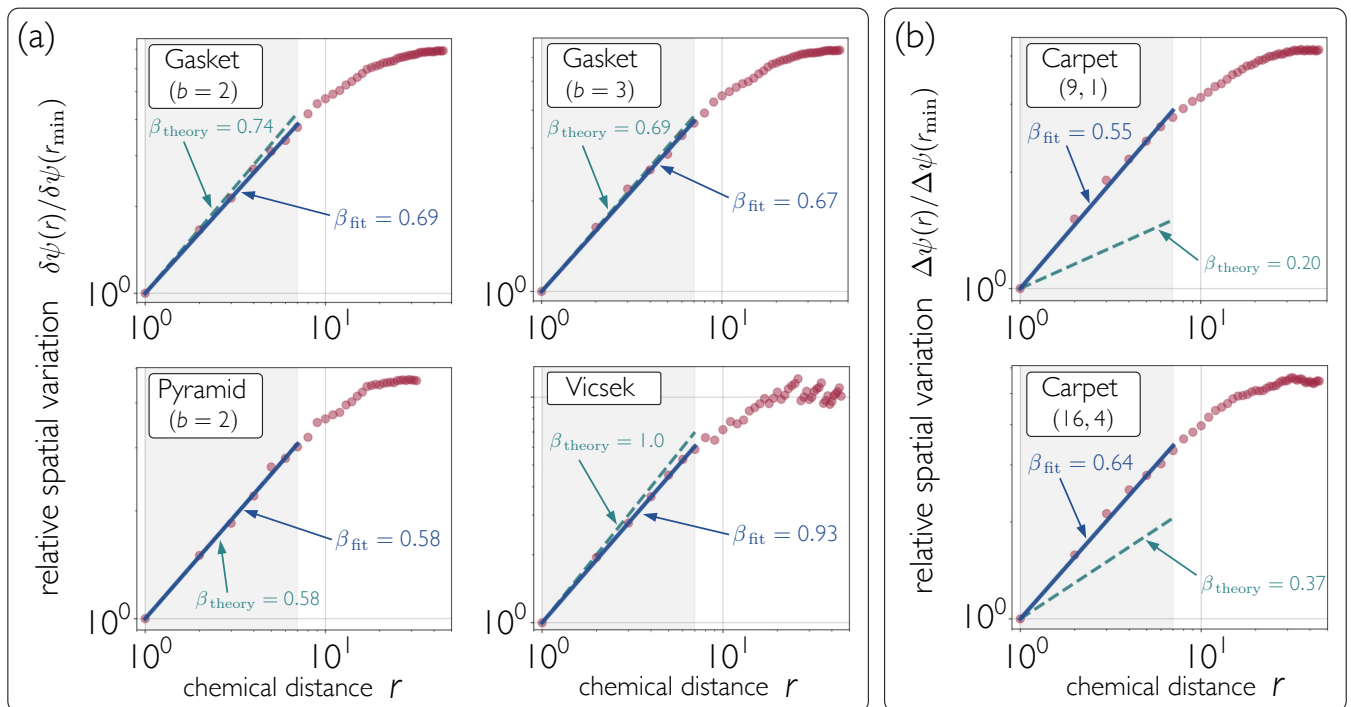 (a)
relative spatial variation δψ(r)/δψ(r_min)
Gasket
(b = 2)
β_theory = 0.74
β_fit = 0.69
10^0
10^0
10^1
Gasket
(b = 3)
β_theory = 0.69
β_fit = 0.67
10^0
10^0
10^1
Pyramid
(b = 2)
β_fit = 0.58
β_theory = 0.58
10^0
10^0
10^1
chemical distance r
Vicsek
β_theory = 1.0
β_fit = 0.93
10^0
10^0
10^1
chemical distance r
(b)
relative spatial variation Δψ(r)/Δψ(r_min)
Carpet
(9, 1)
β_fit = 0.55
β_theory = 0.20
10^0
10^0
10^1
Carpet
(16, 4)
β_fit = 0.64
β_theory = 0.37
10^0
10^0
10^1
chemical distance r